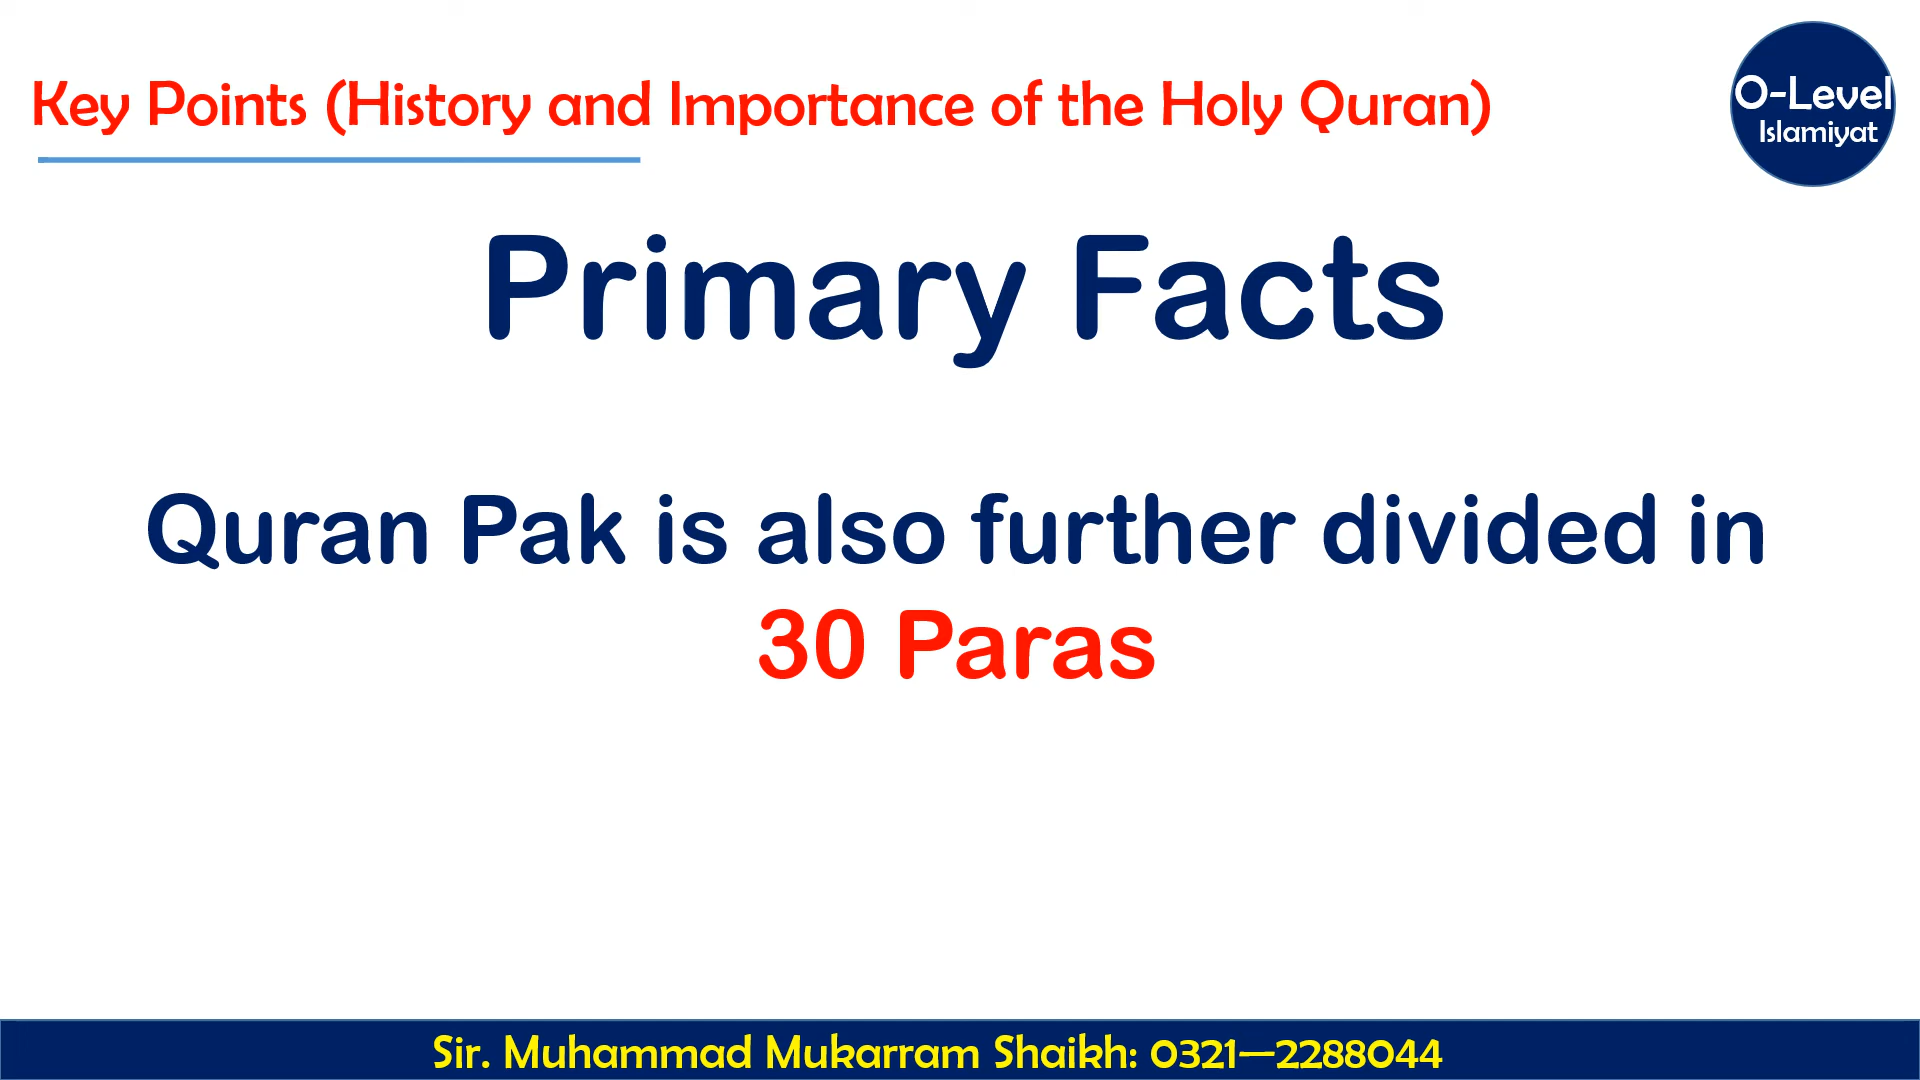 Key Points (History and Importance of the Holy Quran)
O-Level
Islamiyat
Primary Facts
Quran Pak is also further divided in
30 Paras
Sir. Muhammad Mukarram Shaikh: 0321—2288044